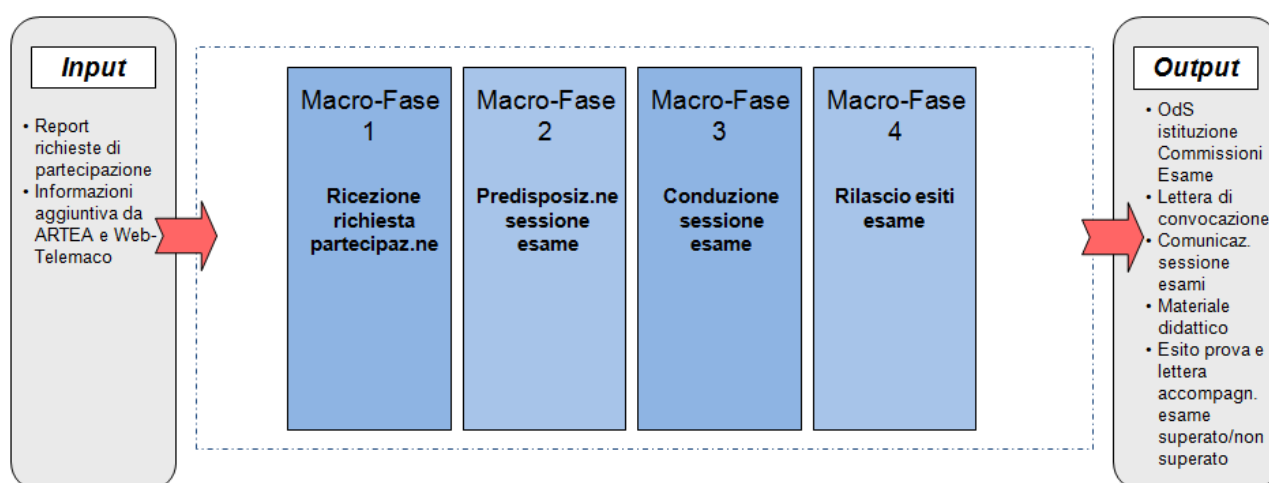 Input
• Report
richieste di
partecipazione
• Informazioni
aggiuntiva da
ARTEA e Web-
Telemaco
Macro-Fase
1
Ricezione
richiesta
partecipaz.ne
Macro-Fase
2
Predisposiz.ne
sessione
esame
Macro-Fase
3
Conduzione
sessione
esame
Macro-Fase
4
Rilascio esiti
esame
Output
• OdS
istituzione
Commissioni
Esame
• Lettera di
convocazione
• Comunicaz.
sessione
esami
• Materiale
didattico
• Esito prova e
lettera
accompagn.
esame
superato/non
superato